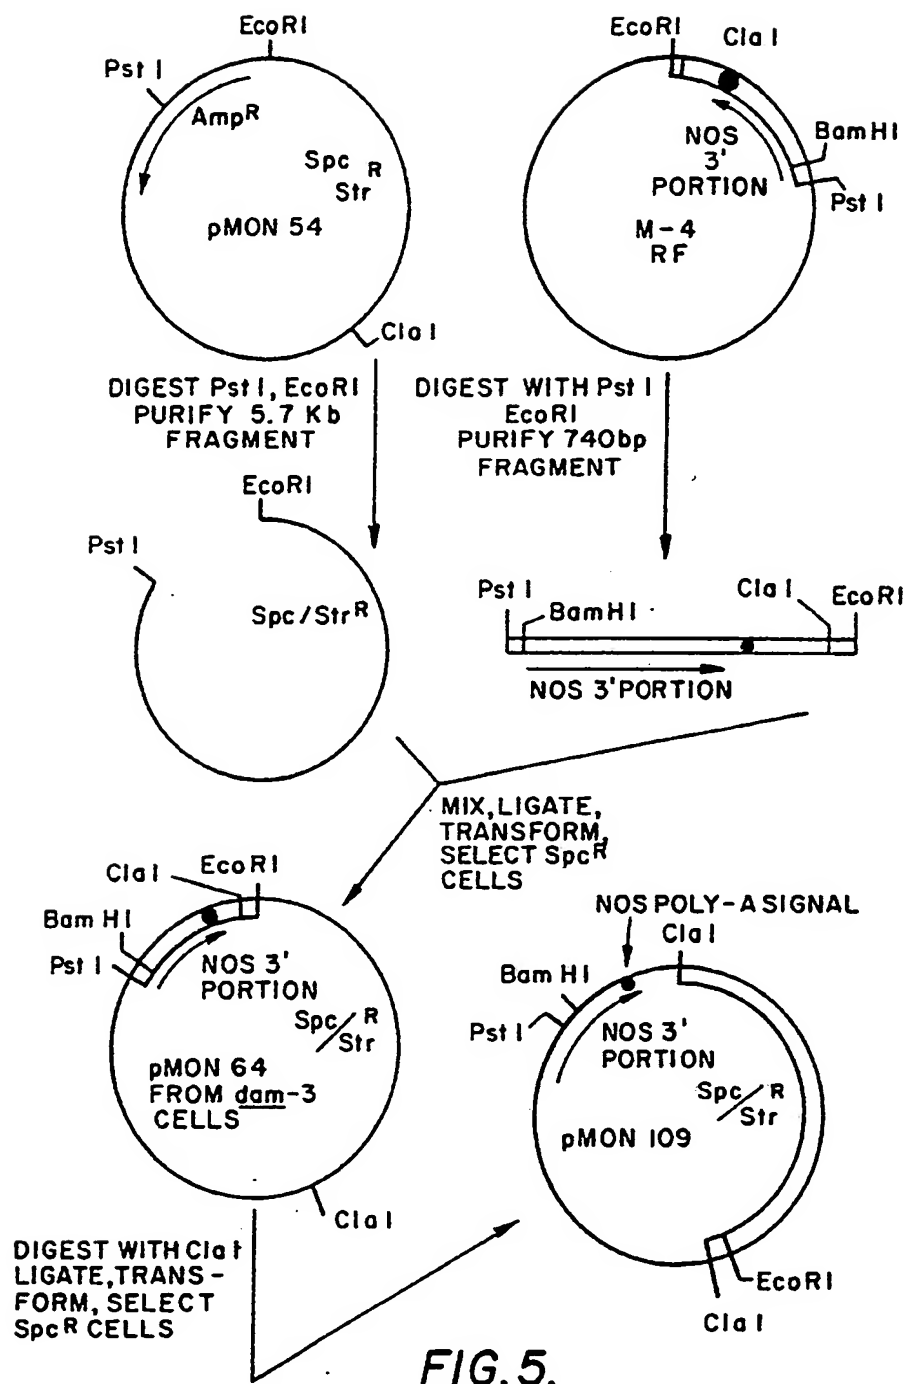 EcoRI
Pst I
AmpR
Spc R
Str
pMON 54
Cla I
EcoRI
Cla I
BamHI
NOS
3'
PORTION
Pst I
M-4
RF
DIGEST Pst I, EcoRI
PURIFY 5.7 Kb
FRAGMENT
DIGEST WITH Pst I
EcoRI
PURIFY 740bp
FRAGMENT
EcoRI
Pst I
Spc/StrR
Pst I
BamHI
Cla I
EcoRI
NOS 3' PORTION
MIX, LIGATE,
TRANSFORM,
SELECT SpcR
CELLS
Cla I
EcoRI
Bam HI
Pst I
NOS 3'
PORTION
Spc/ R
Str
pMON 64
FROM dam-3
CELLS
Cla I
NOS POLY-A SIGNAL
Cla I
Bam HI
Pst I
NOS 3'
PORTION
Spc/ R
Str
pMON 109
EcoRI
Cla I
DIGEST WITH Cla I
LIGATE, TRANS-
FORM, SELECT
SpcR CELLS
FIG. 5.